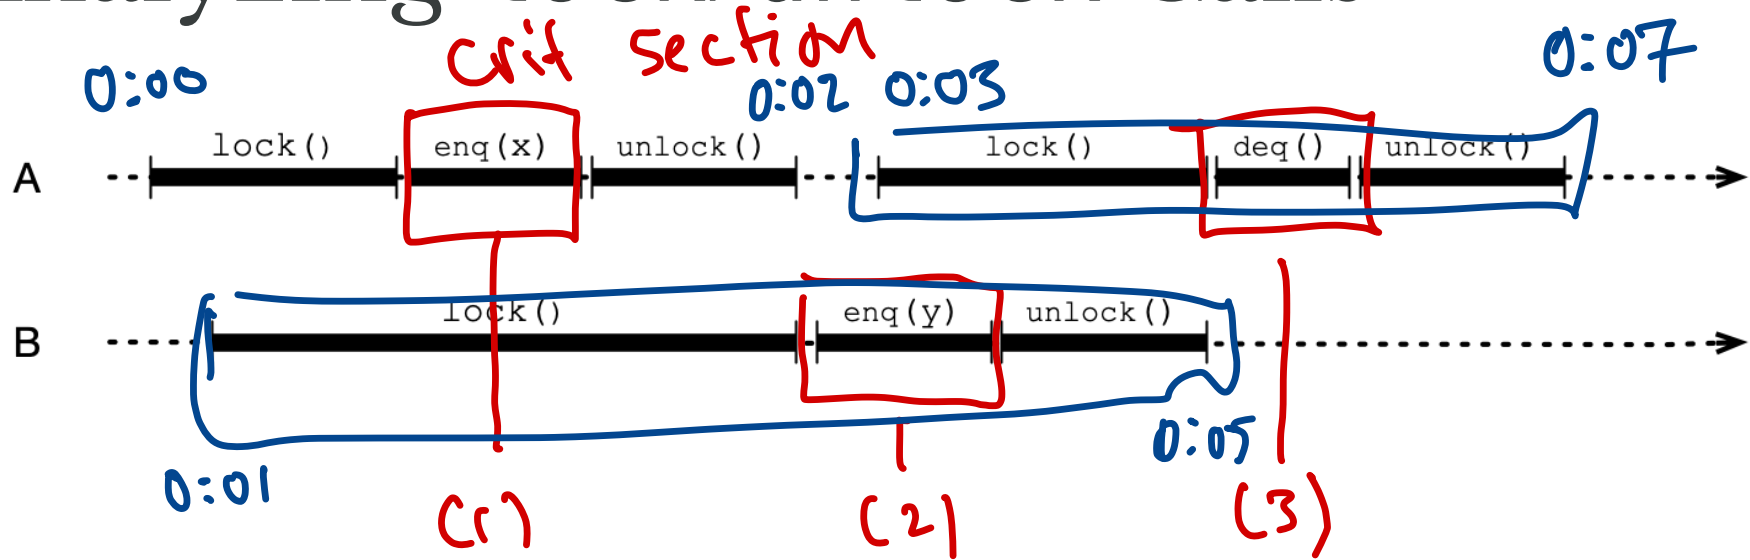 crit section
0:00 0:02 0:03 0:07
lock() enq(x) unlock() lock() deq() unlock()
A
lock() enq(y) unlock()
B
0:01 0:05
(1) (2) (3)